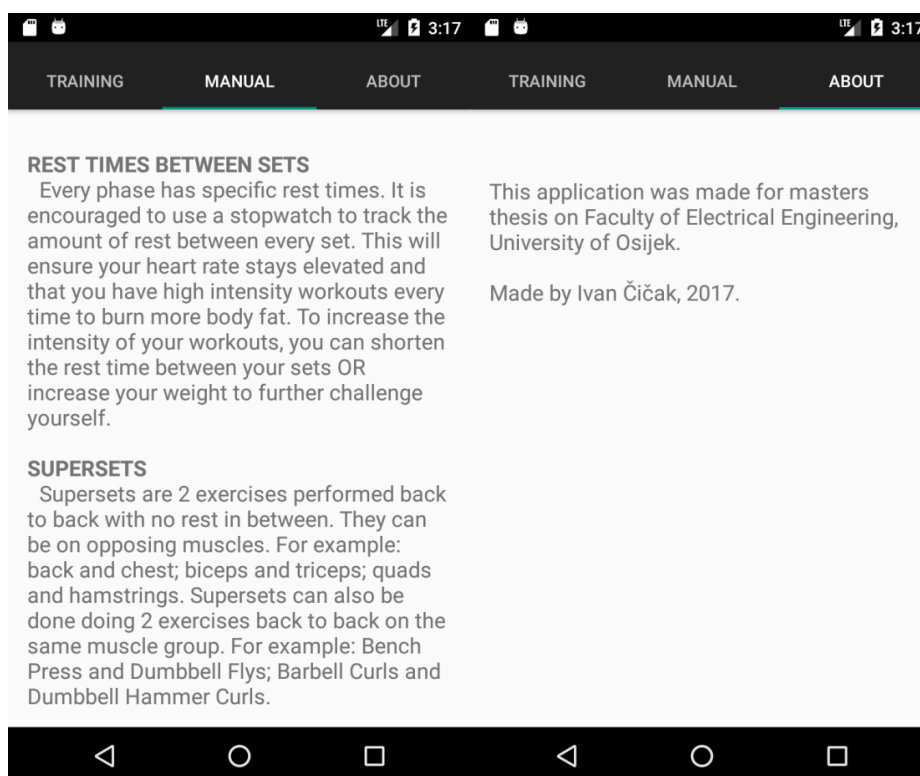 LTE 3:17
TRAINING MANUAL ABOUT
REST TIMES BETWEEN SETS
Every phase has specific rest times. It is
encouraged to use a stopwatch to track the
amount of rest between every set. This will
ensure your heart rate stays elevated and
that you have high intensity workouts every
time to burn more body fat. To increase the
intensity of your workouts, you can shorten
the rest time between your sets OR
increase your weight to further challenge
yourself.
SUPERSETS
Supersets are 2 exercises performed back
to back with no rest in between. They can
be on opposing muscles. For example:
back and chest; biceps and triceps; quads
and hamstrings. Supersets can also be
done doing 2 exercises back to back on the
same muscle group. For example: Bench
Press and Dumbbell Flys; Barbell Curls and
Dumbbell Hammer Curls.
LTE 3:17
TRAINING MANUAL ABOUT
This application was made for masters
thesis on Faculty of Electrical Engineering,
University of Osijek.
Made by Ivan Čičak, 2017.